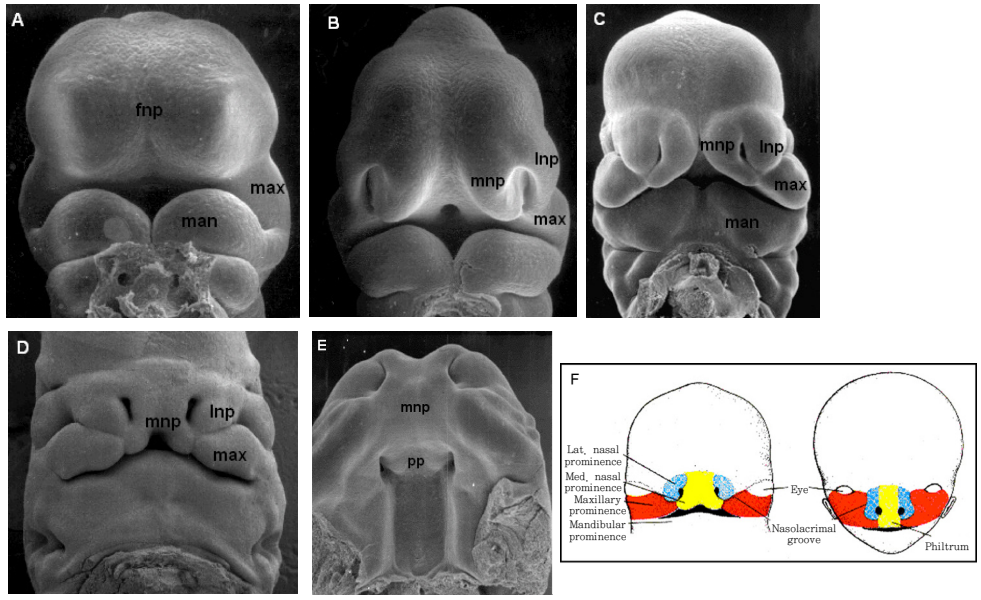 A
fnp
max
man
B
lnp
mnp
max
C
mnp
lnp
max
man
D
mnp
lnp
max
E
mnp
pp
F
Lat. nasal
prominence
Med. nasal
prominence
Maxillary
prominence
Mandibular
prominence
Eye
Nasolacrimal
groove
Philtrum